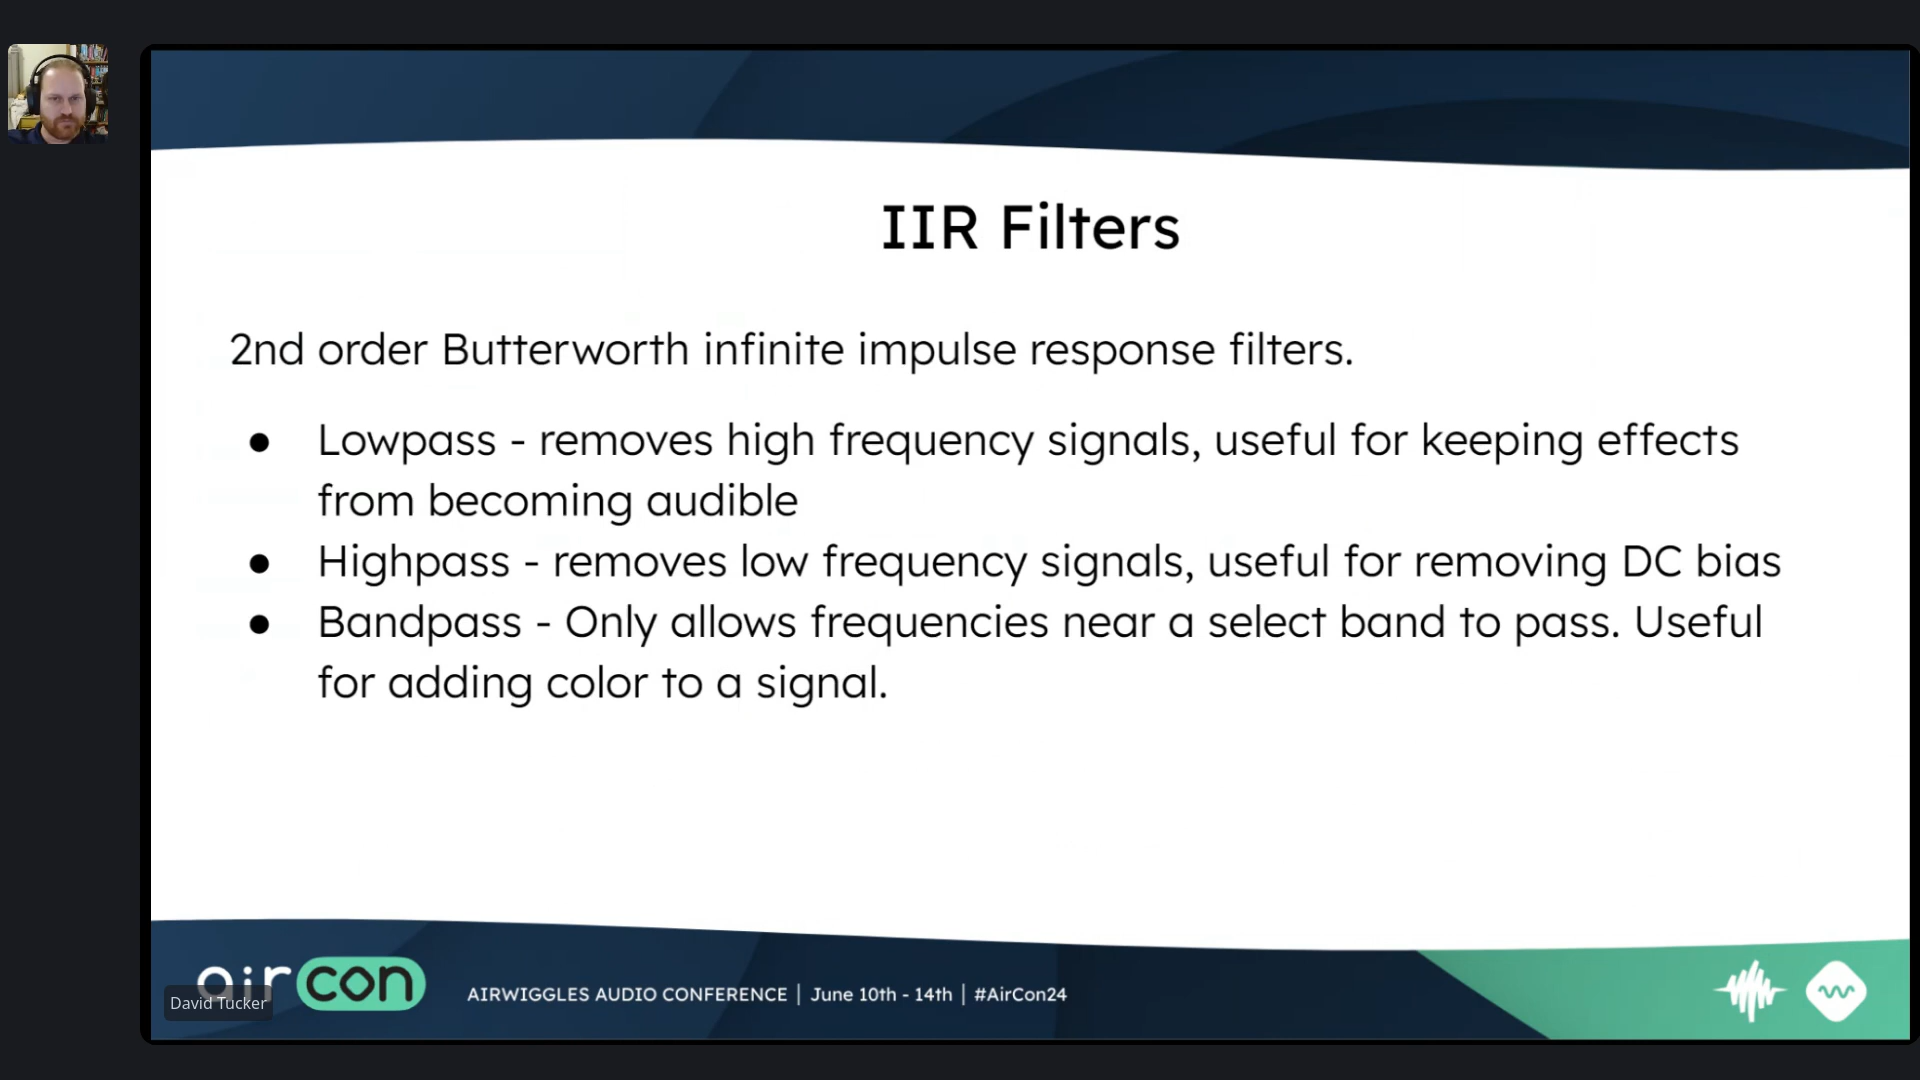 IIR Filters
2nd order Butterworth infinite impulse response filters.
● Lowpass - removes high frequency signals, useful for keeping effects
from becoming audible
● Highpass - removes low frequency signals, useful for removing DC bias
● Bandpass - Only allows frequencies near a select band to pass. Useful
for adding color to a signal.
aircon
David Tucker
AIRWIGGLES AUDIO CONFERENCE | June 10th - 14th | #AirCon24